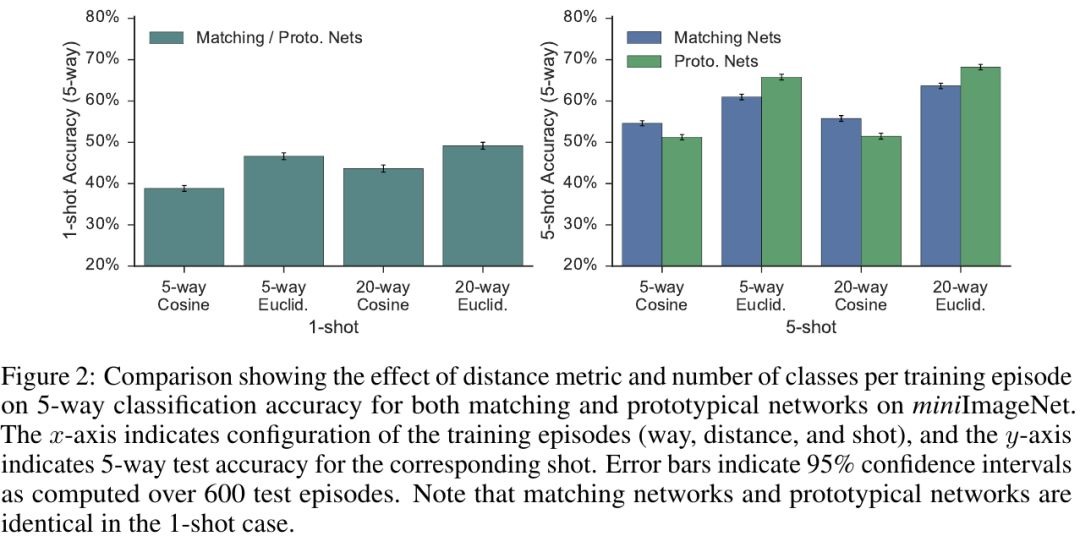 80%
70%
60%
50%
40%
30%
20%
1-shot Accuracy (5-way)
Matching / Proto. Nets
5-way
Cosine
5-way
Euclid.
20-way
Cosine
20-way
Euclid.
1-shot
80%
70%
60%
50%
40%
30%
20%
5-shot Accuracy (5-way)
Matching Nets
Proto. Nets
5-way
Cosine
5-way
Euclid.
20-way
Cosine
20-way
Euclid.
5-shot
Figure 2: Comparison showing the effect of distance metric and number of classes per training episode
on 5-way classification accuracy for both matching and prototypical networks on miniImageNet.
The x-axis indicates configuration of the training episodes (way, distance, and shot), and the y-axis
indicates 5-way test accuracy for the corresponding shot. Error bars indicate 95% confidence intervals
as computed over 600 test episodes. Note that matching networks and prototypical networks are
identical in the 1-shot case.